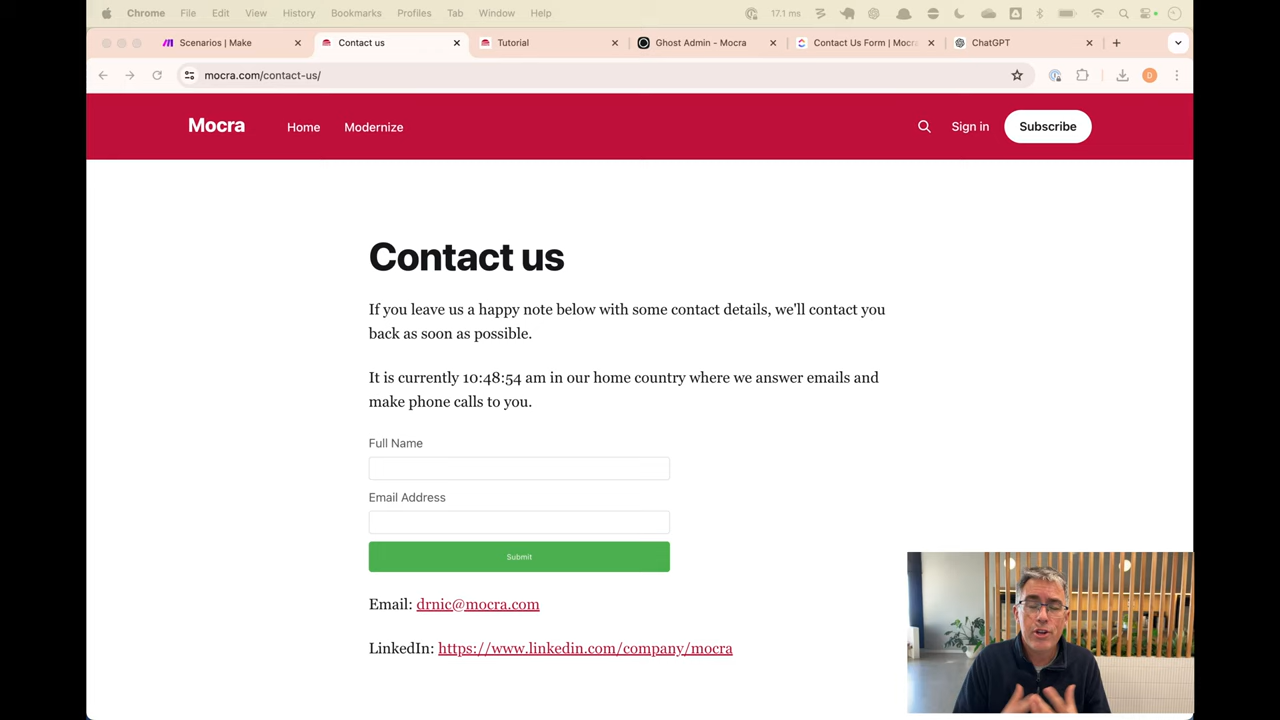 Chrome File Edit View History Bookmarks Profiles Tab Window Help 17.1 ms
Scenarios | Make
Contact us
Tutorial
Ghost Admin - Mocra
Contact Us Form | Mocra
ChatGPT
mocra.com/contact-us/
D
Mocra
Home
Modernize
Sign in
Subscribe
Contact us
If you leave us a happy note below with some contact details, we'll contact you
back as soon as possible.
It is currently 10:48:54 am in our home country where we answer emails and
make phone calls to you.
Full Name
Email Address
Submit
Email: drnic@mocra.com
LinkedIn: https://www.linkedin.com/company/mocra